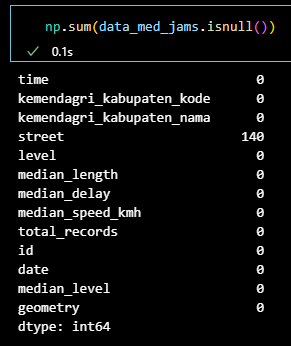 np.sum(data_med_jams.isnull())
✓ 0.1s
time 0
kemendagri_kabupaten_kode 0
kemendagri_kabupaten_nama 0
street 140
level 0
median_length 0
median_delay 0
median_speed_kmh 0
total_records 0
id 0
date 0
median_level 0
geometry 0
dtype: int64